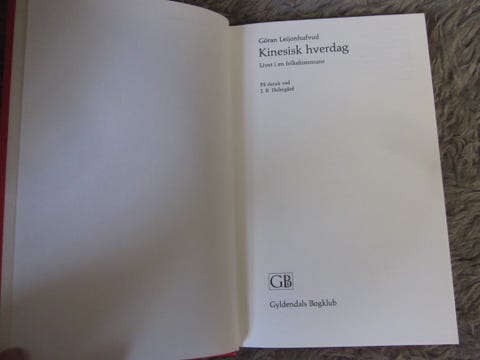 Göran Leijonhufvud
Kinesisk hverdag
Livet i en folkekommune
På dansk ved
J. B. Holmgård
GB
Gyldendals Bogklub